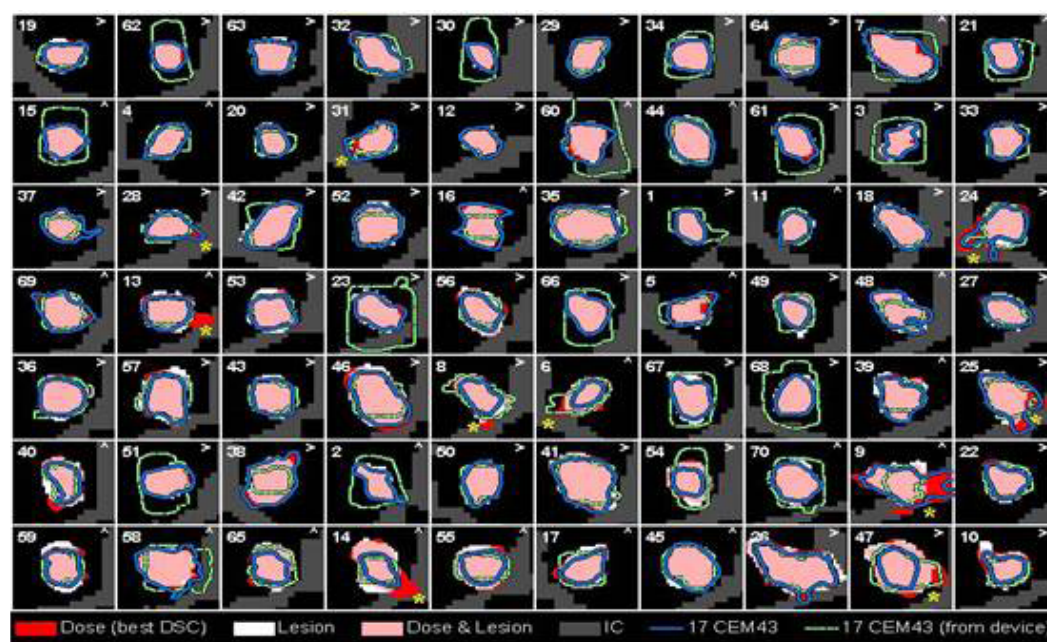 19 > 62 > 63 > 32 > 30 > 29 > 34 > 64 > 7 ^ 21 ^
15 ^ 4 ^ 20 > 31 > 12 > 60 ^ 44 ^ 61 > 3 > 33 >
37 > 28 > 42 > 52 > 16 ^ 35 > 1 > 11 ^ 18 > 24 >
69 ^ 13 ^ 53 > 23 > 56 > 66 > 5 ^ 49 > 48 ^ 27 >
36 > 57 > 43 > 46 > 8 > 6 ^ 67 > 68 > 39 ^ 25 >
40 ^ 51 > 38 > 2 ^ 50 > 41 > 54 > 70 ^ 9 > 22 >
59 ^ 58 ^ 65 ^ 14 ^ 55 ^ 17 ^ 45 ^ 26 > 47 > 10 >
Dose (best DSC) Lesion Dose & Lesion IC 17 CEM43 17 CEM43 (from device)